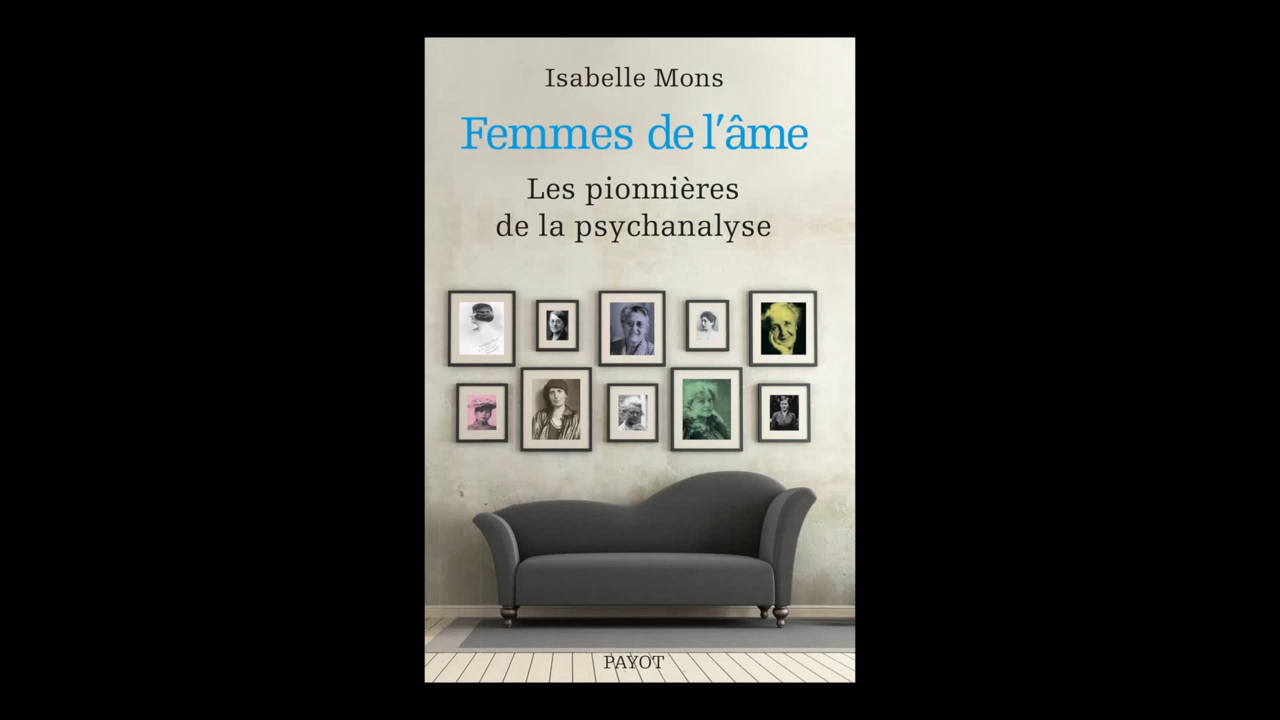 Isabelle Mons
Femmes de l'âme
Les pionnières
de la psychanalyse
PAYOT